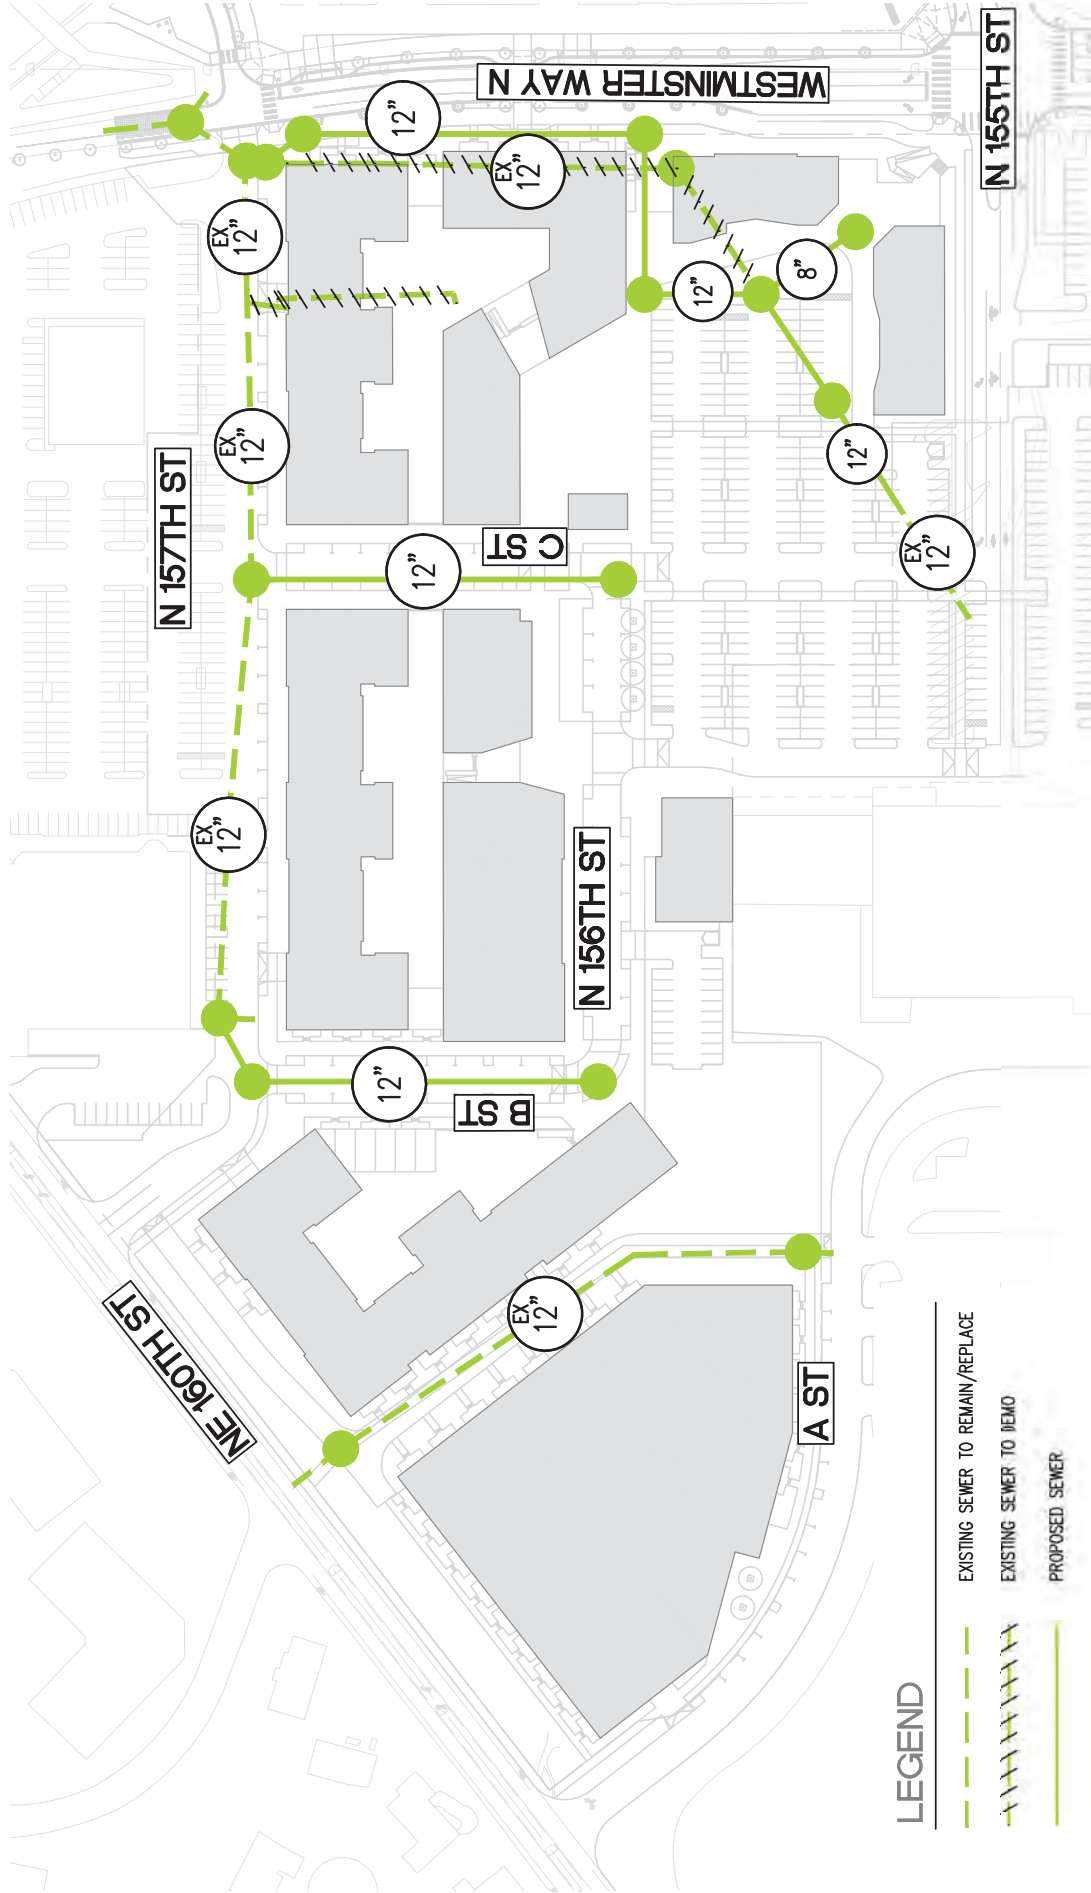 NE 160TH ST
A ST
B ST
N 156TH ST
N 157TH ST
C ST
WESTMINSTER WAY N
N 155TH ST
EX
12"
12"
EX
12"
12"
EX
12"
EX
12"
12"
EX
12"
12"
8"
12"
EX
12"
LEGEND
EXISTING SEWER TO REMAIN/REPLACE
EXISTING SEWER TO DEMO
PROPOSED SEWER